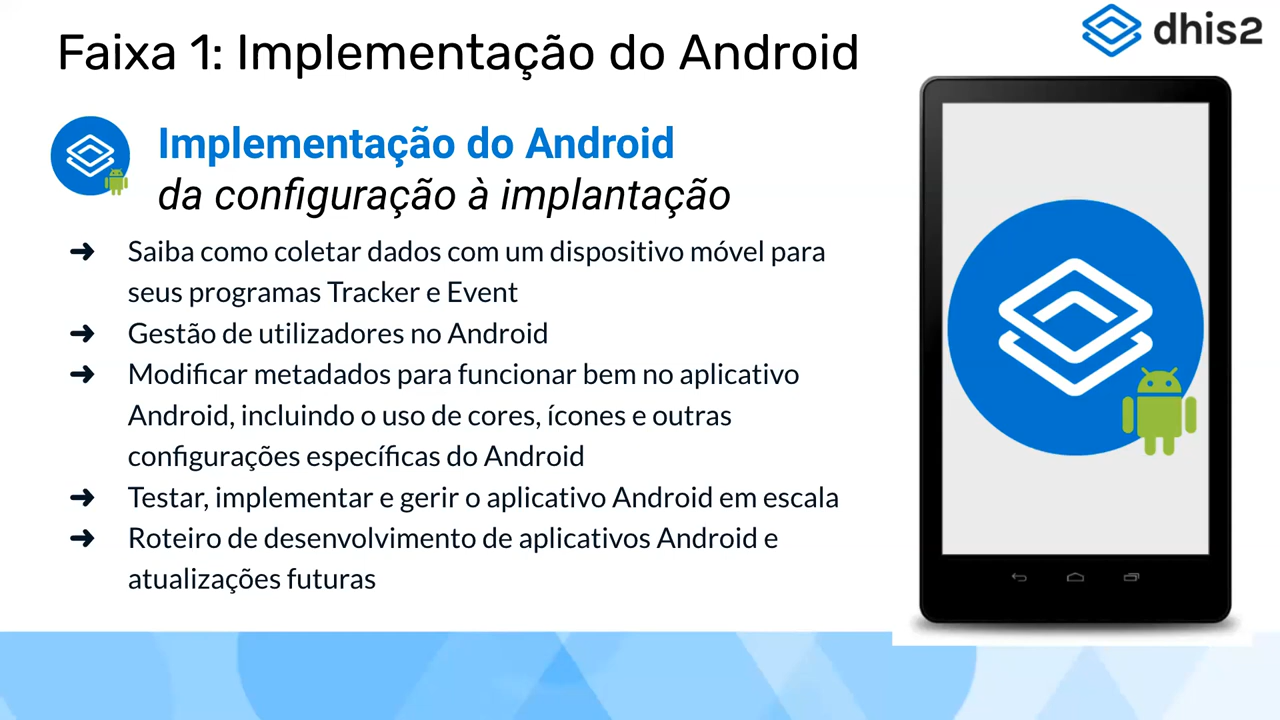 dhis2
Faixa 1: Implementação do Android
Implementação do Android
da configuração à implantação
➔ Saiba como coletar dados com um dispositivo móvel para
seus programas Tracker e Event
➔ Gestão de utilizadores no Android
➔ Modificar metadados para funcionar bem no aplicativo
Android, incluindo o uso de cores, ícones e outras
configurações específicas do Android
➔ Testar, implementar e gerir o aplicativo Android em escala
➔ Roteiro de desenvolvimento de aplicativos Android e
atualizações futuras